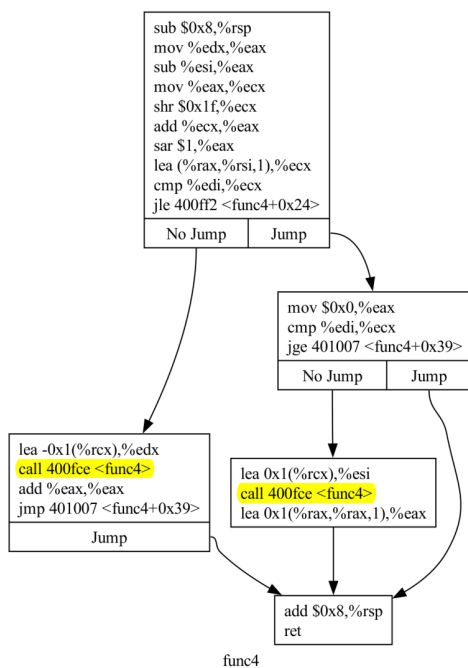 sub $0x8,%rsp
mov %edx,%eax
sub %esi,%eax
mov %eax,%ecx
shr $0x1f,%ecx
add %ecx,%eax
sar $1,%eax
lea (%rax,%rsi,1),%ecx
cmp %edi,%ecx
jle 400ff2 <func4+0x24>
No Jump
Jump
mov $0x0,%eax
cmp %edi,%ecx
jge 401007 <func4+0x39>
No Jump
Jump
lea -0x1(%rcx),%edx
call 400fce <func4>
add %eax,%eax
jmp 401007 <func4+0x39>
Jump
lea 0x1(%rcx),%esi
call 400fce <func4>
lea 0x1(%rax,%rax,1),%eax
add $0x8,%rsp
ret
func4